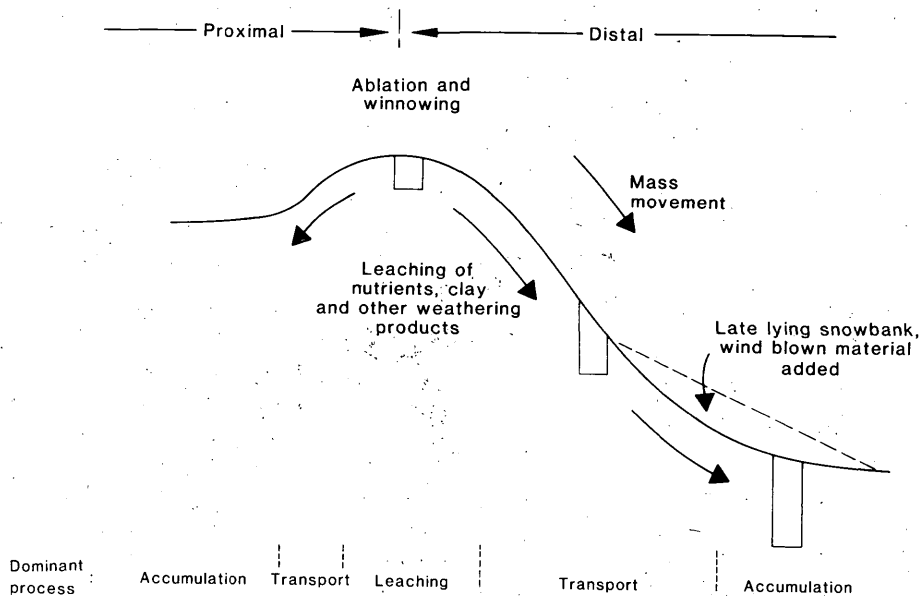 Proximal
Distal
Ablation and
winnowing
Mass
movement
Leaching of
nutrients, clay
and other weathering
products
Late lying snowbank,
wind blown material
added
Dominant
process :
Accumulation
Transport
Leaching
Transport
Accumulation